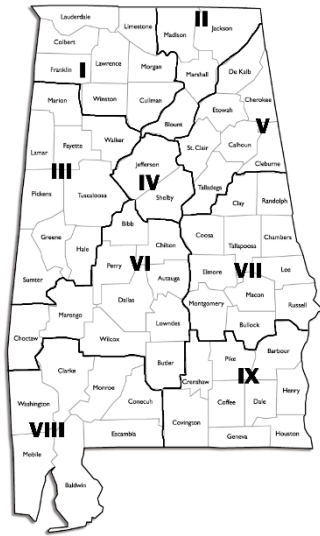 Lauderdale
Limestone
II
Madison
Jackson
Colbert
Franklin
I
Lawrence
Morgan
Marshall
De Kalb
Marion
Winston
Cullman
Blount
Etowah
Cherokee
V
Lamar
Fayette
Walker
Jefferson
St. Clair
Calhoun
Cleburne
III
IV
Shelby
Talladega
Pickens
Tuscaloosa
Clay
Randolph
Greene
Hale
Bibb
Chilton
Coosa
Tallapoosa
Chambers
Sumter
Perry
VI
Autauga
Elmore
VII
Lee
Macon
Russell
Marengo
Dallas
Lowndes
Montgomery
Bullock
Choctaw
Wilcox
Butler
Pike
Barbour
Clarke
Monroe
Conecuh
Crenshaw
IX
Henry
Washington
Coffee
Dale
VIII
Escambia
Covington
Geneva
Houston
Mobile
Baldwin